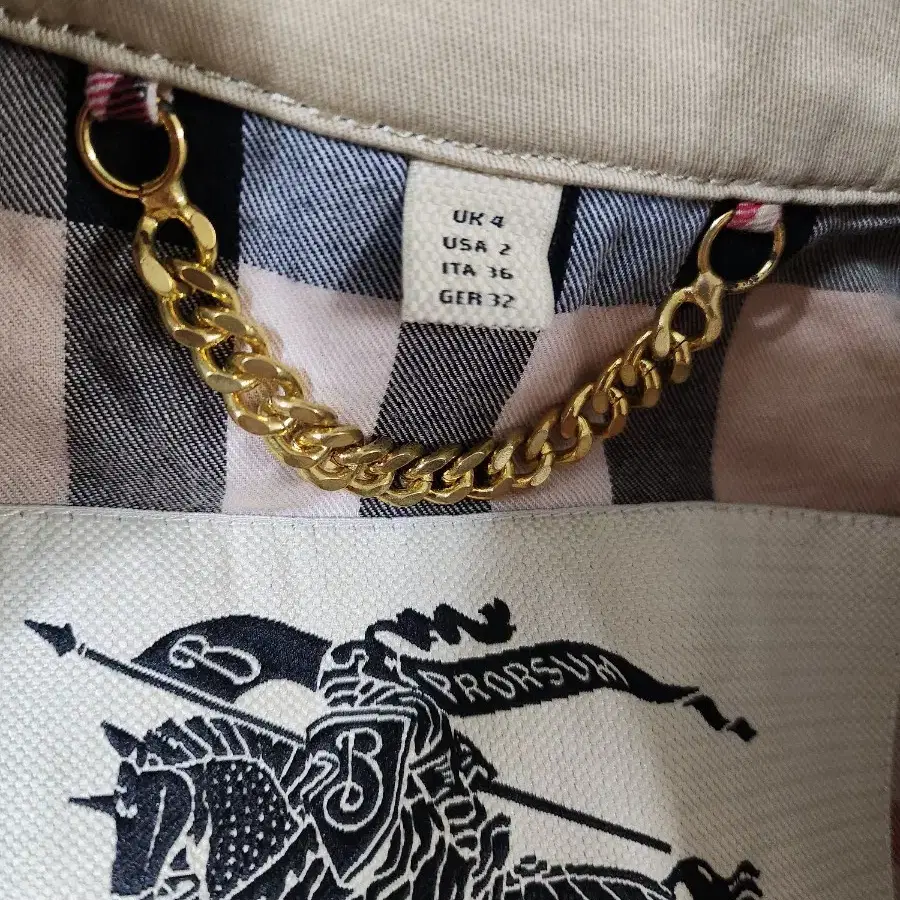 UK 4
USA 2
ITA 36
GER 32
B
PRORSUM
B